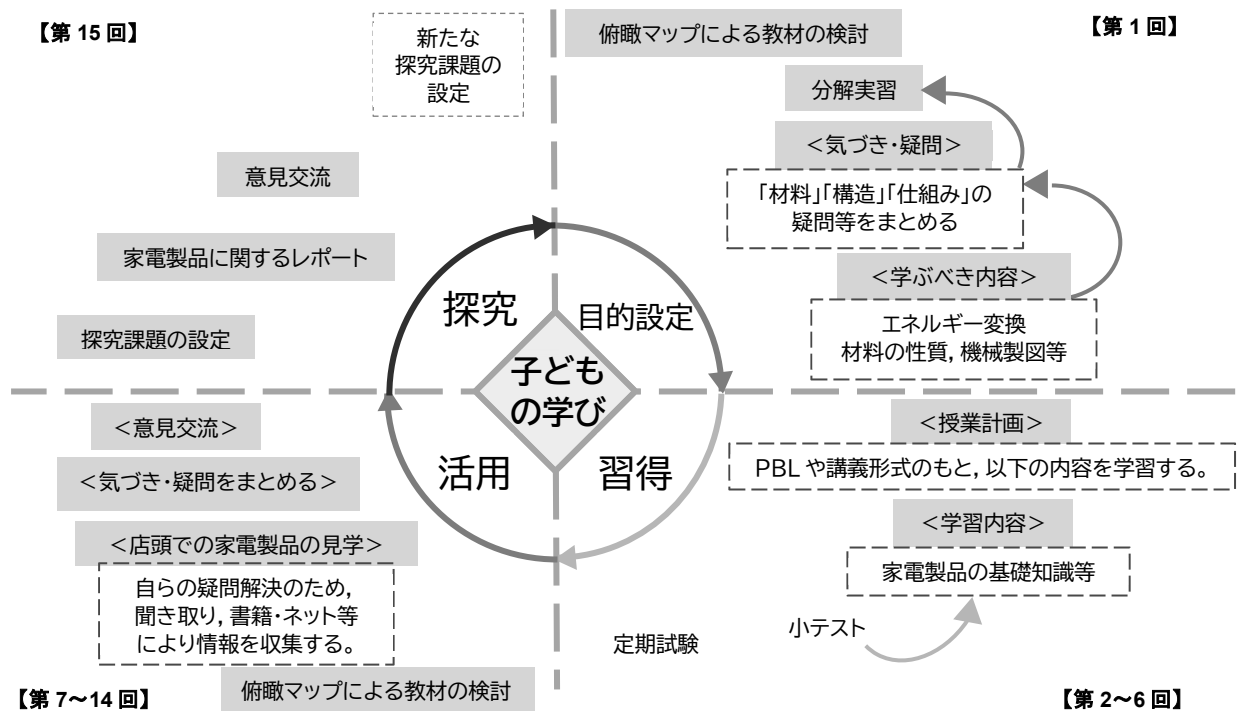 【第 15 回】
新たな
探究課題の
設定
意見交流
家電製品に関するレポート
探究課題の設定
俯瞰マップによる教材の検討
【第 1 回】
分解実習
<気づき・疑問>
「材料」「構造」「仕組み」の
疑問等をまとめる
<学ぶべき内容>
エネルギー変換
材料の性質, 機械製図等
探究
目的設定
子ども
の学び
活用
習得
<意見交流>
<気づき・疑問をまとめる>
<店頭での家電製品の見学>
自らの疑問解決のため,
聞き取り, 書籍・ネット等
により情報を収集する。
【第 7～14 回】
俯瞰マップによる教材の検討
<授業計画>
PBL や講義形式のもと, 以下の内容を学習する。
<学習内容>
家電製品の基礎知識等
小テスト
定期試験
【第 2～6 回】